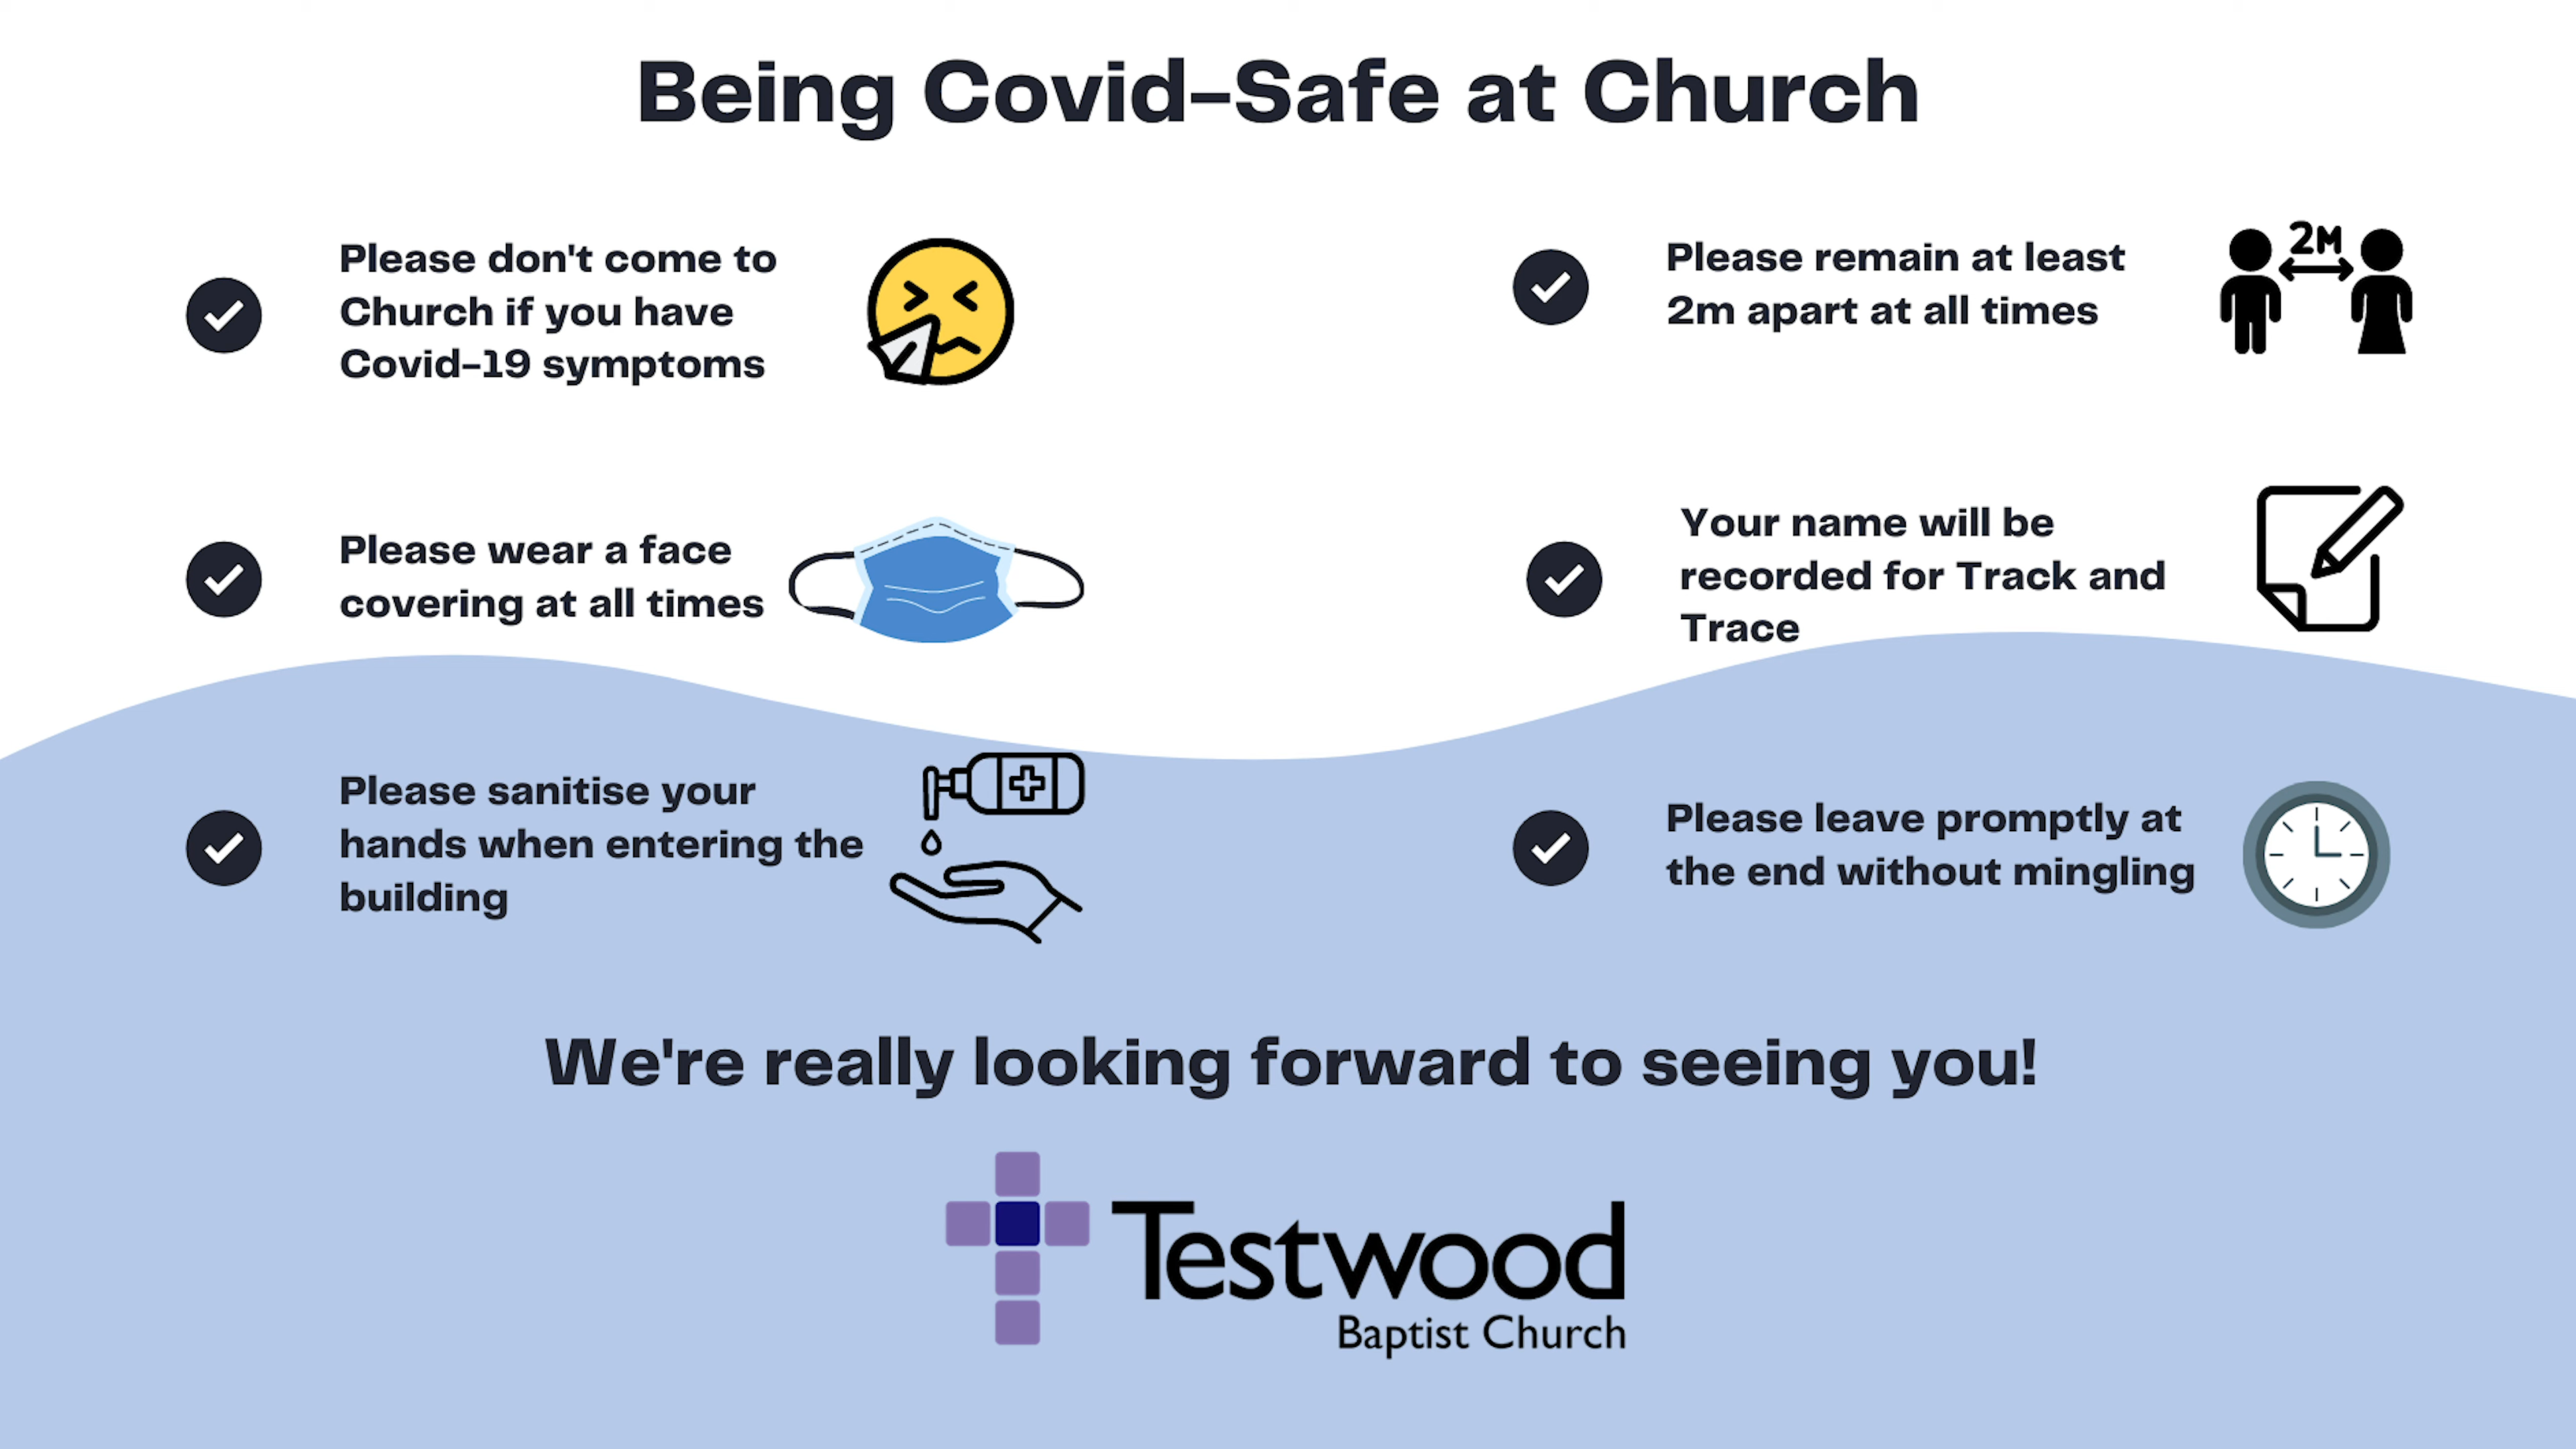 Being Covid-Safe at Church
Please don't come to
Church if you have
Covid-19 symptoms
Please wear a face
covering at all times
Please sanitise your
hands when entering the
building
Please remain at least
2m apart at all times
2M
Your name will be
recorded for Track and
Trace
Please leave promptly at
the end without mingling
We're really looking forward to seeing you!
Testwood
Baptist Church